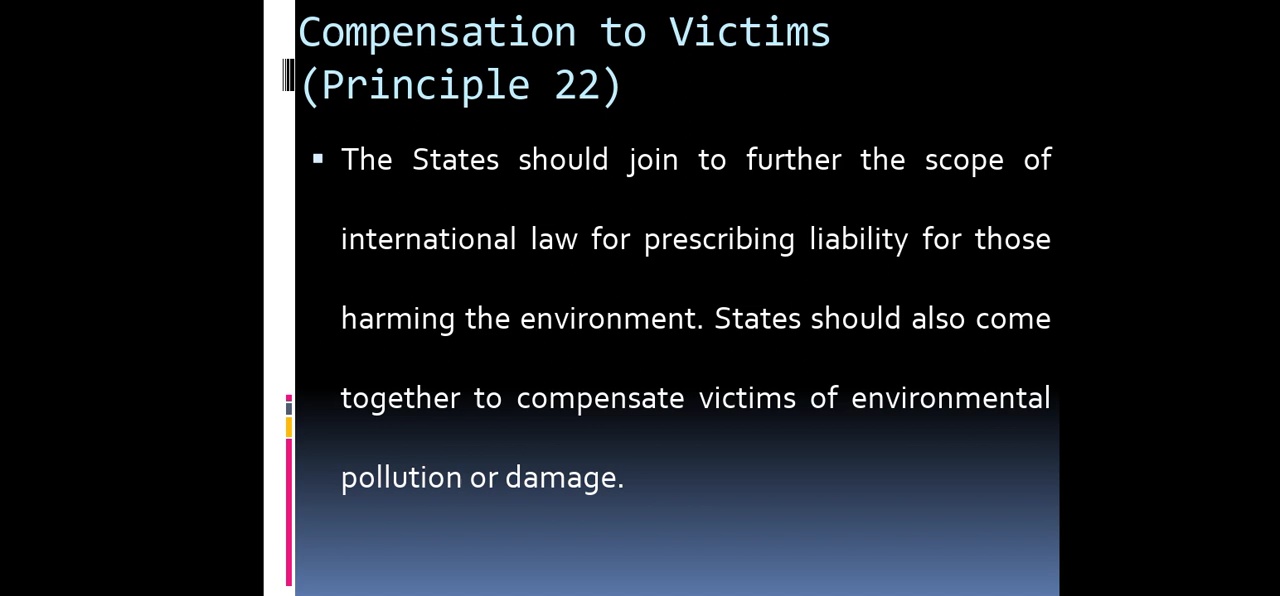 Compensation to Victims
(Principle 22)
▪ The States should join to further the scope of
international law for prescribing liability for those
harming the environment. States should also come
together to compensate victims of environmental
pollution or damage.